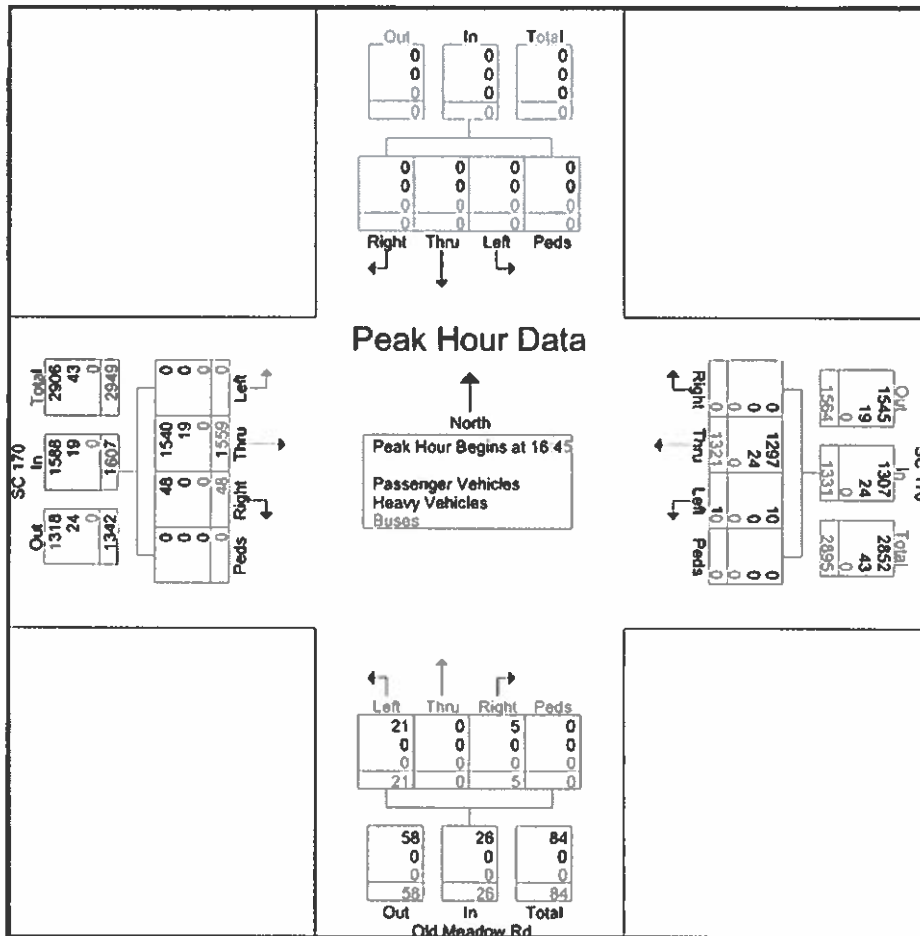 Out In Total
0 0 0
0 0 0
0 0 0
0 0 0
0 0 0 0
0 0 0 0
0 0 0 0
0 0 0 0
Right Thru Left Peds
Peak Hour Data
North
Peak Hour Begins at 16:45
Passenger Vehicles
Heavy Vehicles
Buses
SC 170
Total In Out
2906 1588 1318
43 19 24
0 0 0
2949 1607 1342
0 1540 48 0
0 19 0 0
0 0 0 0
0 1559 48 0
Left Thru Right Peds
Right Thru Left Peds
0 1321 10 0
0 0 0 0
0 24 0 0
0 1297 10 0
1564 1331 2895
0 0 0
19 24 43
1545 1307 2852
Out In Total
Left Thru Right Peds
21 0 5 0
0 0 0 0
0 0 0 0
21 0 5 0
58 26 84
0 0 0
0 0 0
58 26 84
Out In Total
Old Meadow Rd